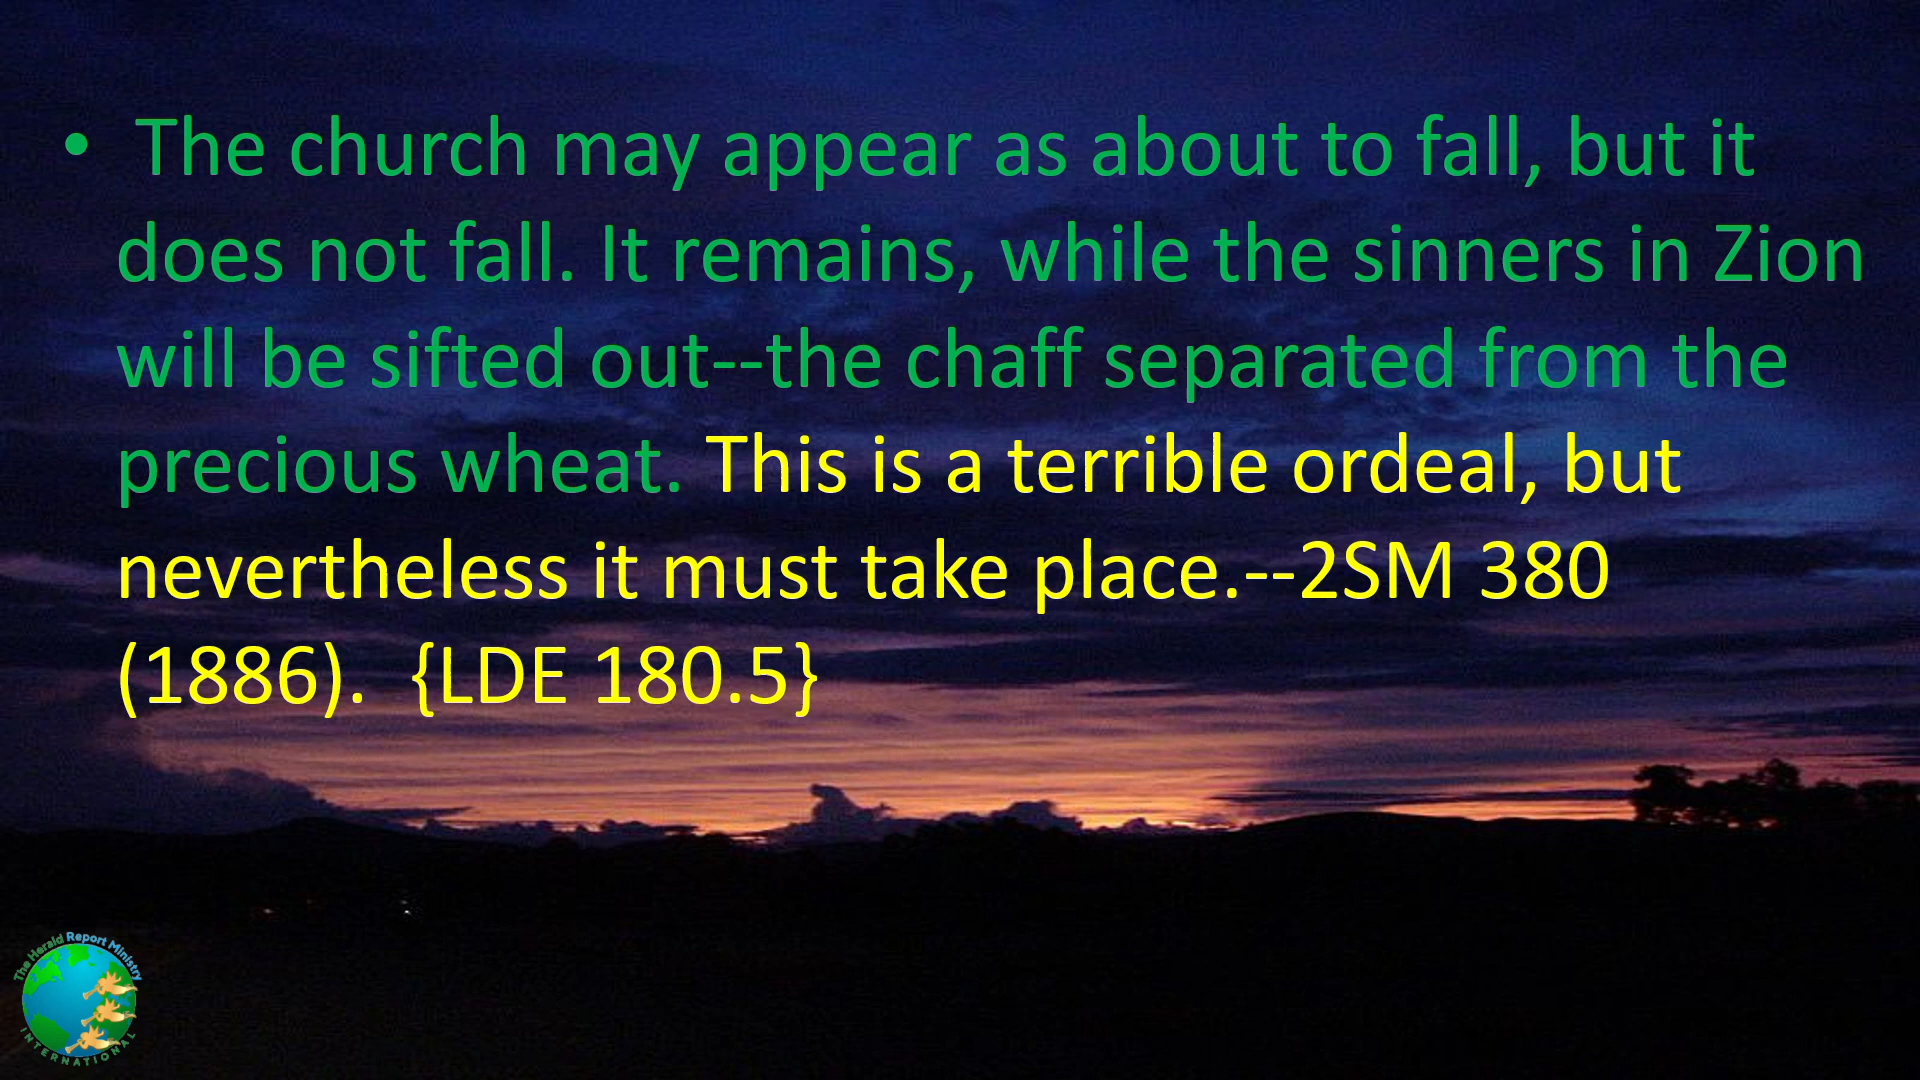 • The church may appear as about to fall, but it
does not fall. It remains, while the sinners in Zion
will be sifted out--the chaff separated from the
precious wheat. This is a terrible ordeal, but
nevertheless it must take place.--2SM 380
(1886).  {LDE 180.5}
The Herald Report Ministry
INTERNATIONAL